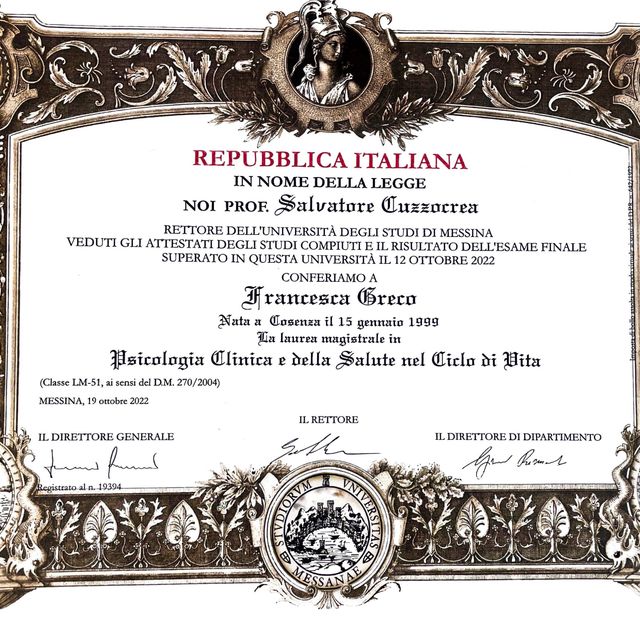 REPUBBLICA ITALIANA
IN NOME DELLA LEGGE
NOI PROF. Salvatore Cuzzocrea
RETTORE DELL'UNIVERSITÀ DEGLI STUDI DI MESSINA
VEDUTI GLI ATTESTATI DEGLI STUDI COMPIUTI E IL RISULTATO DELL'ESAME FINALE
SUPERATO IN QUESTA UNIVERSITÀ IL 12 OTTOBRE 2022
CONFERIAMO A
Francesca Greco
Nata a Cosenza il 15 gennaio 1999
La laurea magistrale in
Psicologia Clinica e della Salute nel Ciclo di Vita
(Classe LM-51, ai sensi del D.M. 270/2004)
MESSINA, 19 ottobre 2022
IL RETTORE
IL DIRETTORE GENERALE
IL DIRETTORE DI DIPARTIMENTO
Registrato al n. 19394
STUDIORUM UNIVERSITAS
MESSANAE